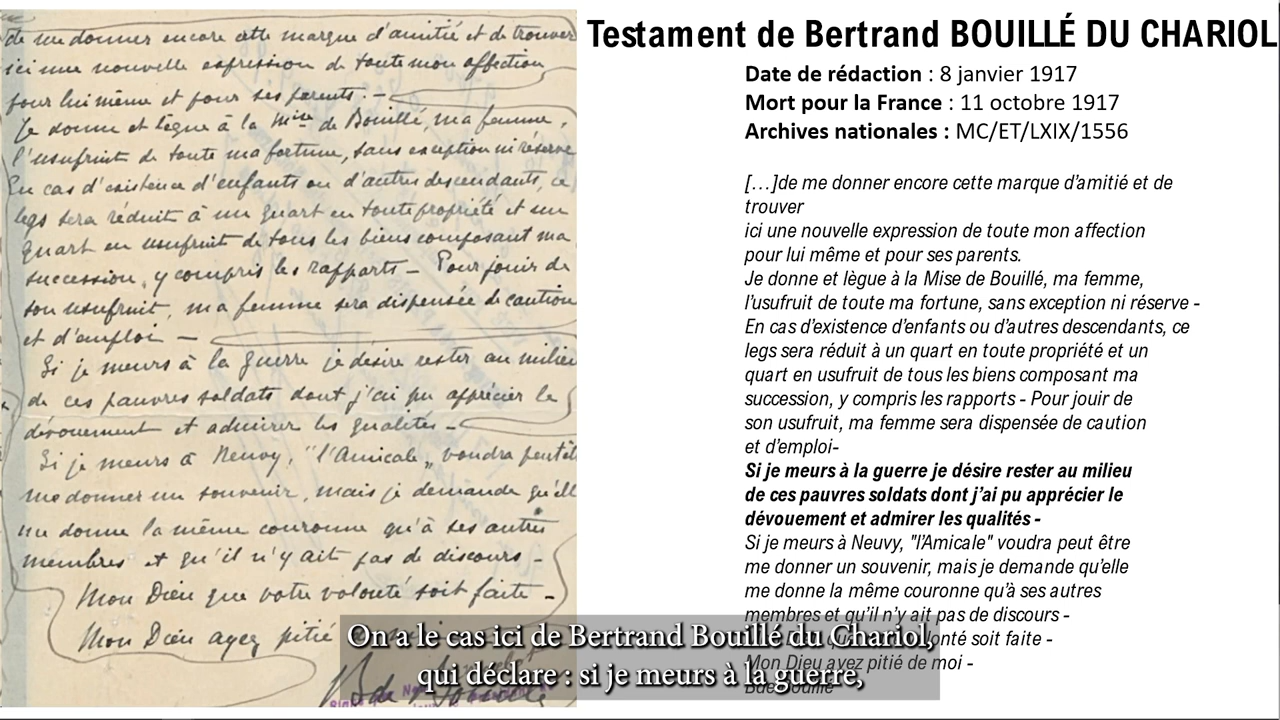 de me donner encore cette marque d'amitié et de trouver
ici une nouvelle expression de toute mon affection
pour lui même et pour ses parents. —
Je donne et lègue à la Mise de Bouillé, ma femme,
l'usufruit de toute ma fortune, sans exception ni réserve
En cas d'existence d'enfants ou d'autres descendants, ce
legs sera réduit à un quart en toute propriété et un
quart en usufruit de tous les biens composant ma
succession, y compris les rapports — Pour jouir de
son usufruit, ma femme sera dispensée de caution
et d'emploi —
Si je meurs à la guerre je désire rester au milieu
de ces pauvres soldats dont j'ai pu apprécier le
dévouement et admirer les qualités —
Si je meurs à Neuvy, "l'Amicale" voudra peut êt
me donner un souvenir, mais je demande qu'ell
me donne la même couronne qu'à ses autres
membres et qu'il n'y ait pas de discours —
Mon Dieu que votre volonté soit faite —
Mon Dieu ayez pitié
Testament de Bertrand BOUILLÉ DU CHARIOL
Date de rédaction : 8 janvier 1917
Mort pour la France : 11 octobre 1917
Archives nationales : MC/ET/LXIX/1556
[…]de me donner encore cette marque d'amitié et de
trouver
ici une nouvelle expression de toute mon affection
pour lui même et pour ses parents.
Je donne et lègue à la Mise de Bouillé, ma femme,
l'usufruit de toute ma fortune, sans exception ni réserve -
En cas d'existence d'enfants ou d'autres descendants, ce
legs sera réduit à un quart en toute propriété et un
quart en usufruit de tous les biens composant ma
succession, y compris les rapports - Pour jouir de
son usufruit, ma femme sera dispensée de caution
et d'emploi-
Si je meurs à la guerre je désire rester au milieu
de ces pauvres soldats dont j'ai pu apprécier le
dévouement et admirer les qualités -
Si je meurs à Neuvy, "l'Amicale" voudra peut être
me donner un souvenir, mais je demande qu'elle
me donne la même couronne qu'à ses autres
membres et qu'il n'y ait pas de discours -
soit faite -
Mon Dieu ayez pitié de moi -
Bde Bouillé
On a le cas ici de Bertrand Bouillé du Chariol,
qui déclare : si je meurs à la guerre,